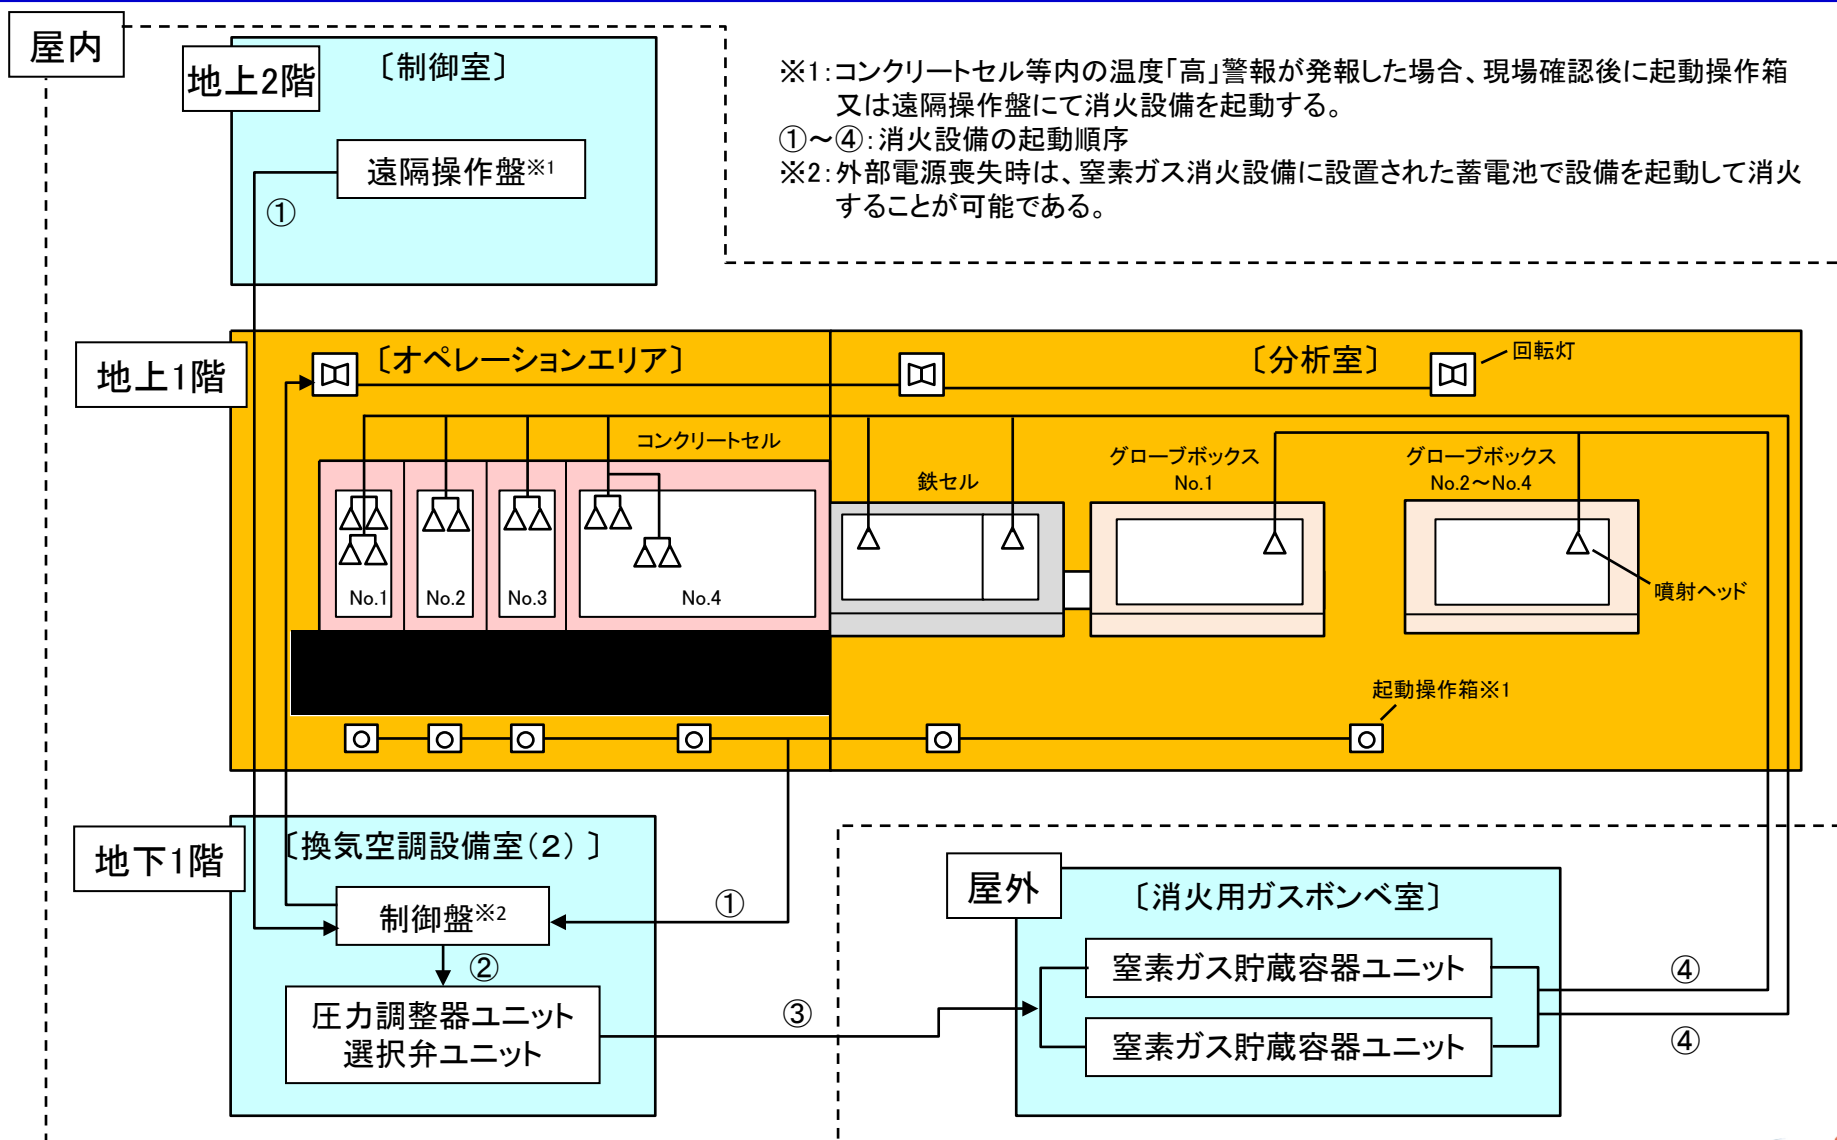 屋内
地上2階
〔制御室〕
遠隔操作盤※1
①
※1：コンクリートセル等内の温度「高」警報が発報した場合、現場確認後に起動操作箱
又は遠隔操作盤にて消火設備を起動する。
①～④：消火設備の起動順序
※2：外部電源喪失時は、窒素ガス消火設備に設置された蓄電池で設備を起動して消火
することが可能である。
地上1階
〔オペレーションエリア〕
〔分析室〕
回転灯
コンクリートセル
鉄セル
グローブボックス
No.1
グローブボックス
No.2～No.4
No.1
No.2
No.3
No.4
噴射ヘッド
起動操作箱※1
地下1階
〔換気空調設備室(2)〕
制御盤※2
①
②
圧力調整器ユニット
選択弁ユニット
③
屋外
〔消火用ガスボンベ室〕
窒素ガス貯蔵容器ユニット
④
窒素ガス貯蔵容器ユニット
④